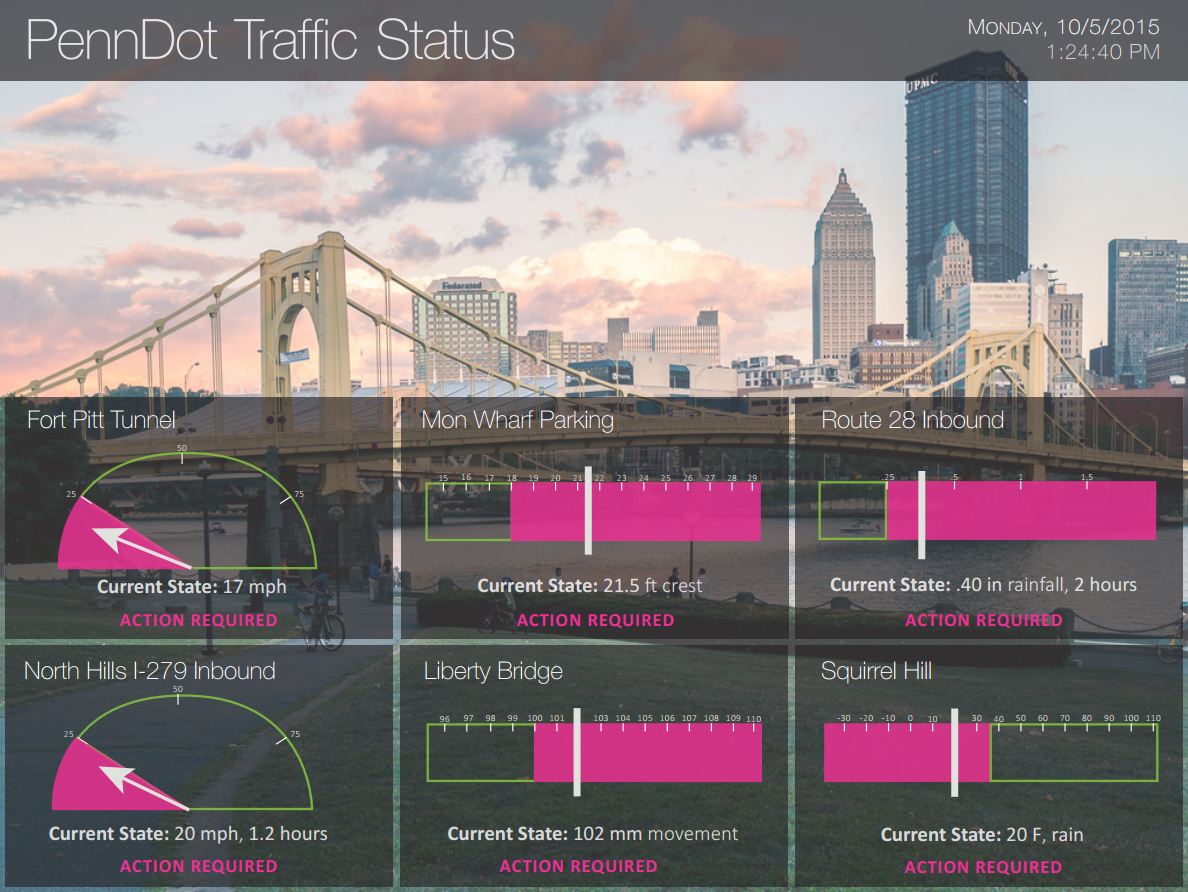 PennDot Traffic Status
MONDAY, 10/5/2015
1:24:40 PM
UPMC
UPMC
Federated
Duquesne Light
Fort Pitt Tunnel
50
25
75
Current State: 17 mph
ACTION REQUIRED
Mon Wharf Parking
15 16 17 18 19 20 21 22 23 24 25 26 27 28 29
Current State: 21.5 ft crest
ACTION REQUIRED
Route 28 Inbound
.25 .5 1 1.5
Current State: .40 in rainfall, 2 hours
ACTION REQUIRED
North Hills I-279 Inbound
50
25
75
Current State: 20 mph, 1.2 hours
ACTION REQUIRED
Liberty Bridge
96 97 98 99 100 101 103 104 105 106 107 108 109 110
Current State: 102 mm movement
ACTION REQUIRED
Squirrel Hill
-30 -20 -10 0 10 30 40 50 60 70 80 90 100 110
Current State: 20 F, rain
ACTION REQUIRED